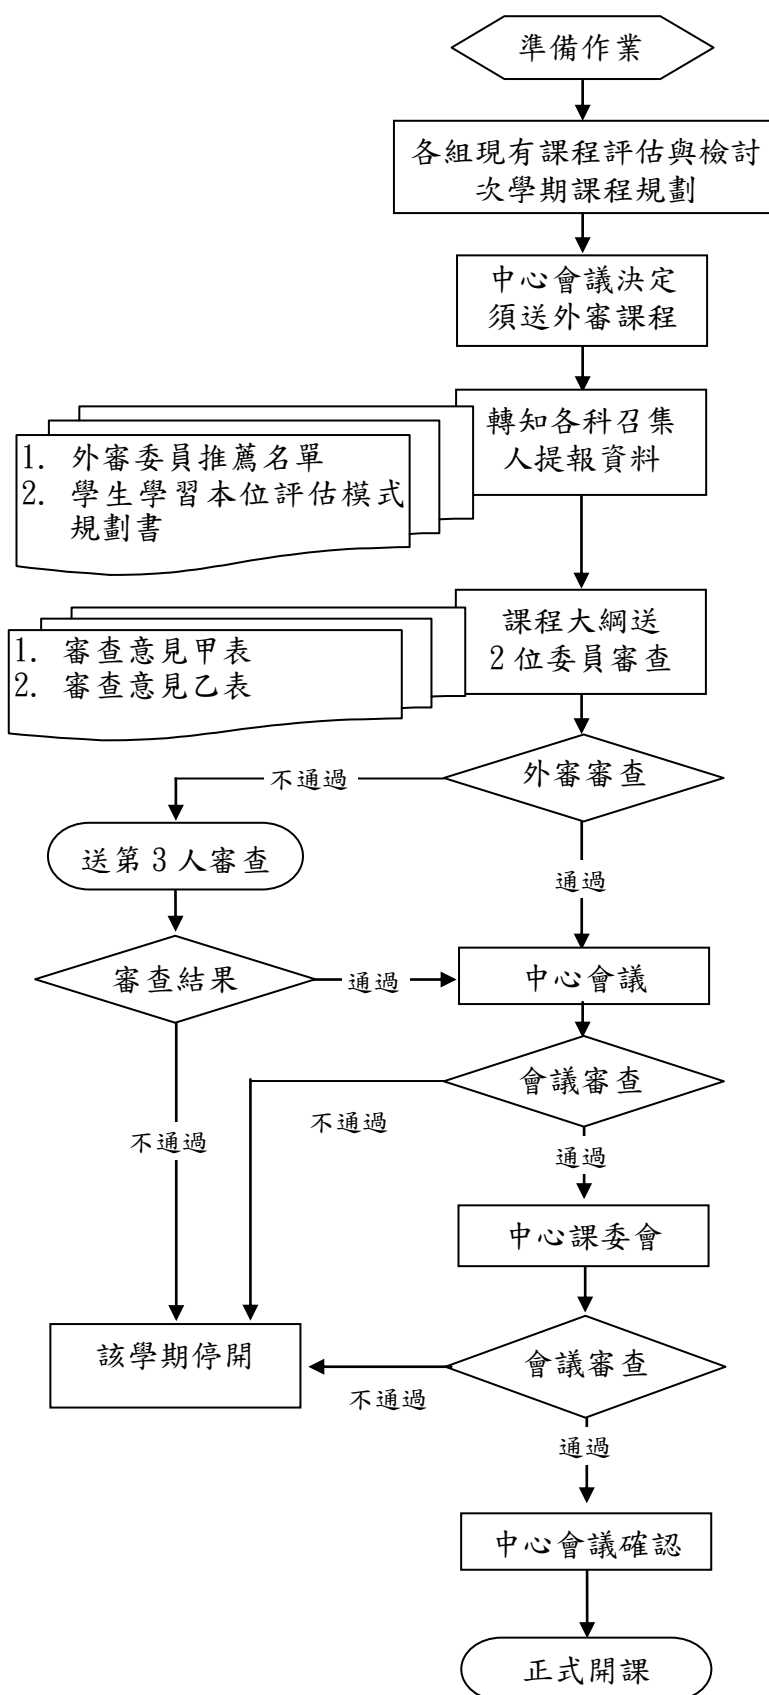 準備作業
各組現有課程評估與檢討
次學期課程規劃
中心會議決定
須送外審課程
轉知各科召集
人提報資料
1. 外審委員推薦名單
2. 學生學習本位評估模式
規劃書
課程大綱送
2 位委員審查
1. 審查意見甲表
2. 審查意見乙表
外審審查
不通過
送第 3 人審查
通過
審查結果
通過
中心會議
會議審查
不通過
不通過
通過
中心課委會
該學期停開
會議審查
不通過
通過
中心會議確認
正式開課